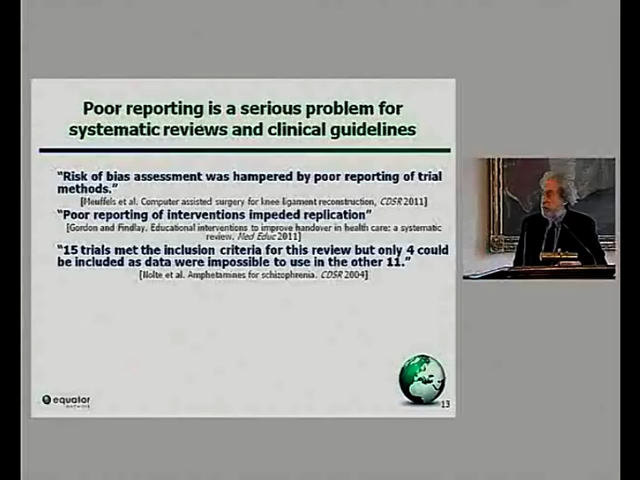 Poor reporting is a serious problem for
systematic reviews and clinical guidelines
“Risk of bias assessment was hampered by poor reporting of trial
methods.”
[Meuffels et al. Computer assisted surgery for knee ligament reconstruction, CDSR 2011]
“Poor reporting of interventions impeded replication”
[Gordon and Findlay. Educational interventions to improve handover in health care: a systematic
review. Med Educ 2011]
“15 trials met the inclusion criteria for this review but only 4 could
be included as data were impossible to use in the other 11.”
[Nolte et al. Amphetamines for schizophrenia. CDSR 2004]
equator
NETWORK
13